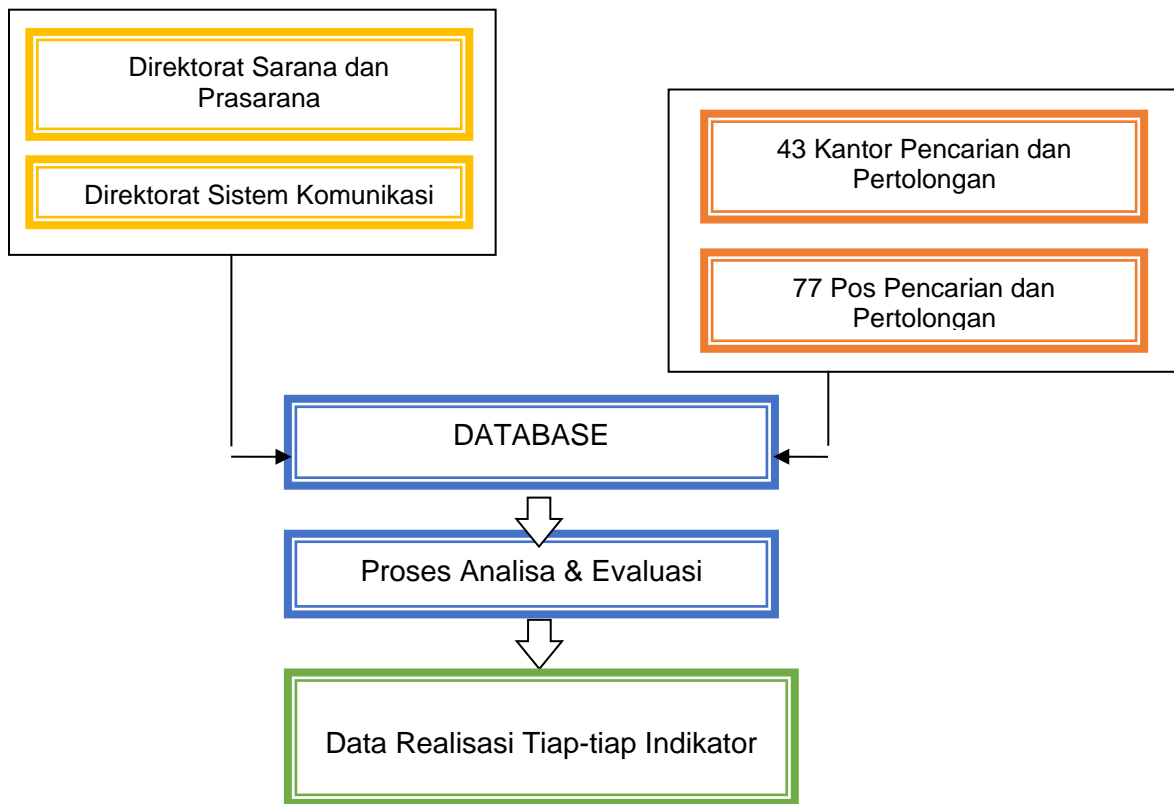 Direktorat Sarana dan
Prasarana
Direktorat Sistem Komunikasi
43 Kantor Pencarian dan
Pertolongan
77 Pos Pencarian dan
Pertolongan
DATABASE
Proses Analisa & Evaluasi
Data Realisasi Tiap-tiap Indikator